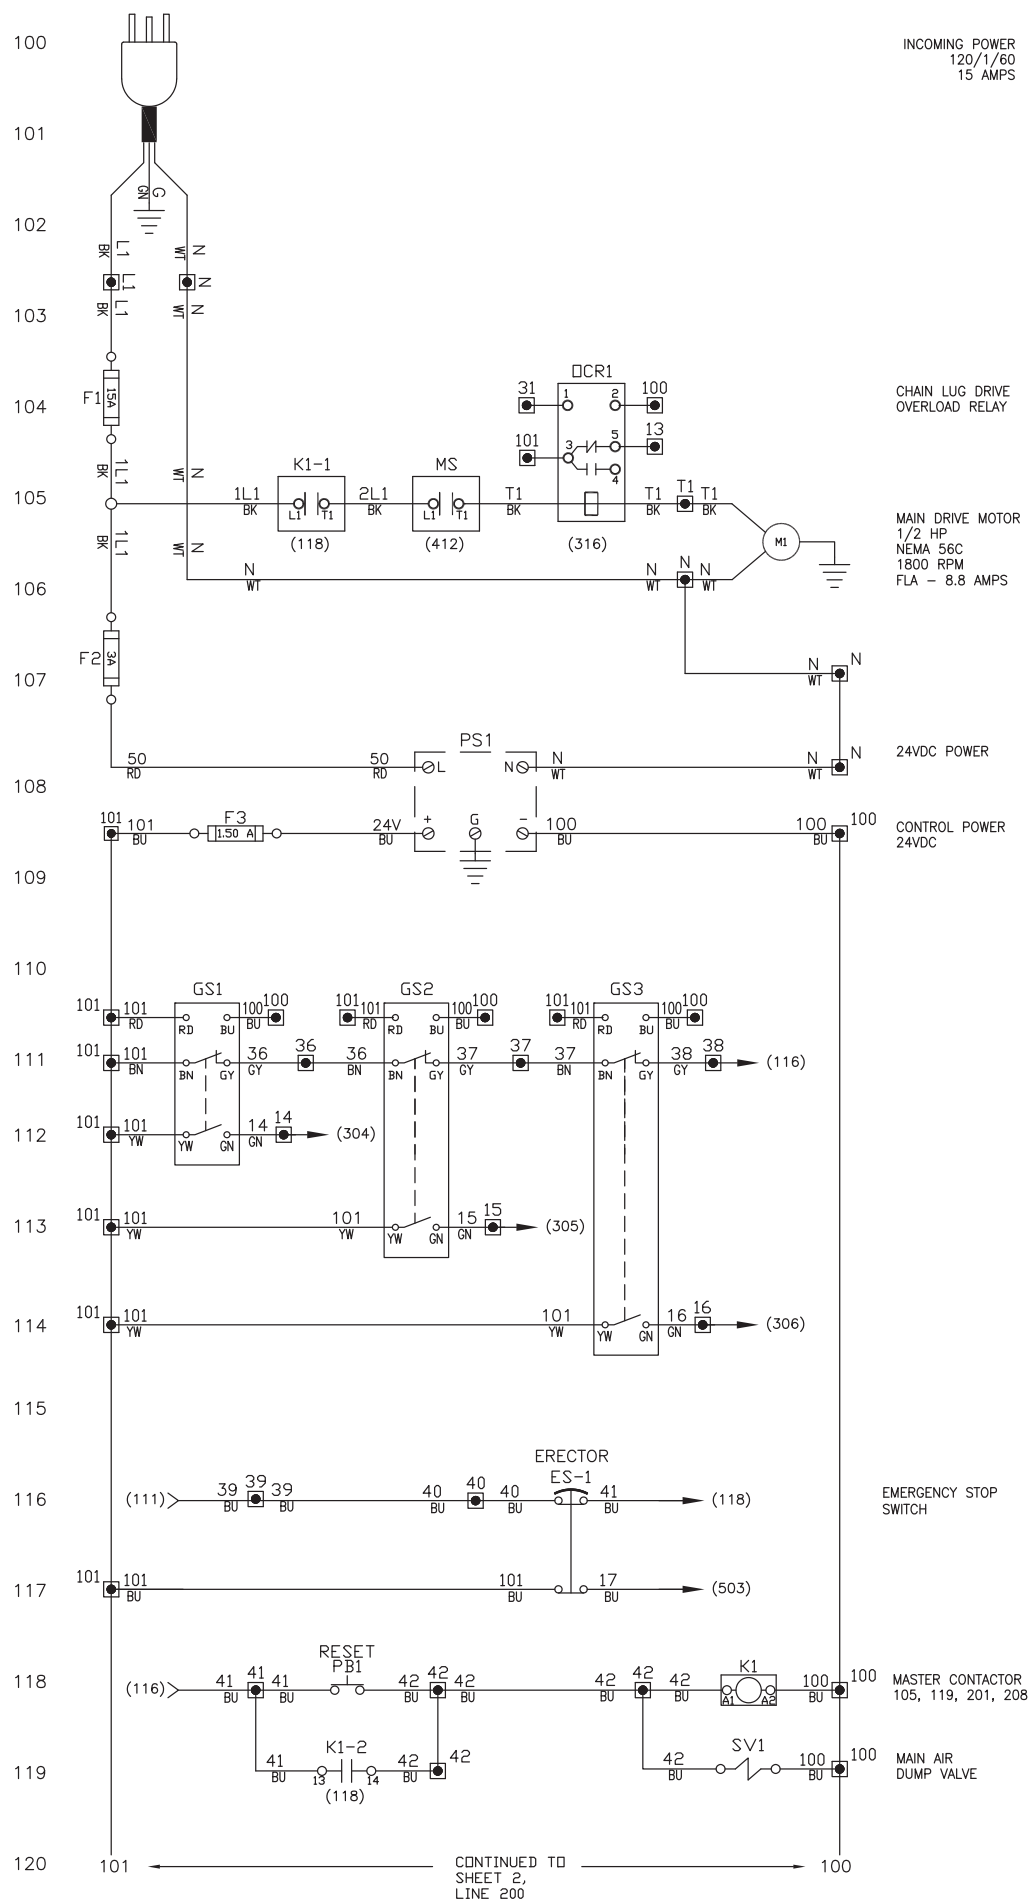 100
INCOMING POWER
120/1/60
15 AMPS
101
GN G
102
BK L1
WT N
L1
N
103
BK L1
WT N
104
F1 15A
OCR1
31
1
2
100
101
3
5
4
13
CHAIN LUG DRIVE
OVERLOAD RELAY
BK 1L1
WT N
105
K1-1
MS
1L1
BK
L1
T1
2L1
BK
L1
T1
T1
BK
T1
BK
T1
T1
BK
(118)
(412)
(316)
M1
MAIN DRIVE MOTOR
1/2 HP
NEMA 56C
1800 RPM
FLA - 8.8 AMPS
BK 1L1
WT N
106
N
WT
N
WT
N
N
WT
107
F2 3A
N
WT
N
50
RD
50
RD
PS1
L
N
N
WT
N
WT
N
24VDC POWER
108
101
101
BU
F3
1.50 A
24V
BU
+
G
-
100
BU
100
BU
100
CONTROL POWER
24VDC
109
110
GS1
GS2
GS3
101
101
RD
RD
BU
100
BU
100
101
101
RD
RD
BU
100
BU
100
101
101
RD
RD
BU
100
BU
100
111
101
101
BN
BN
GY
36
GY
36
36
BN
BN
GY
37
GY
37
37
BN
BN
GY
38
GY
38
(116)
112
101
101
YW
YW
GN
14
GN
14
(304)
113
101
101
YW
101
YW
YW
GN
15
GN
15
(305)
114
101
101
YW
101
YW
YW
GN
16
GN
16
(306)
115
ERECTOR
ES-1
116
(111)
39
BU
39
39
BU
40
BU
40
40
BU
41
BU
(118)
EMERGENCY STOP
SWITCH
117
101
101
BU
101
BU
17
BU
(503)
118
(116)
41
BU
41
41
BU
RESET
PB1
42
BU
42
42
BU
42
BU
42
42
BU
K1
A1
A2
100
BU
100
MASTER CONTACTOR
105, 119, 201, 208
119
41
BU
K1-2
13
14
(118)
42
BU
42
42
BU
SV1
100
BU
100
MAIN AIR
DUMP VALVE
120
101
CONTINUED TO
SHEET 2,
LINE 200
100